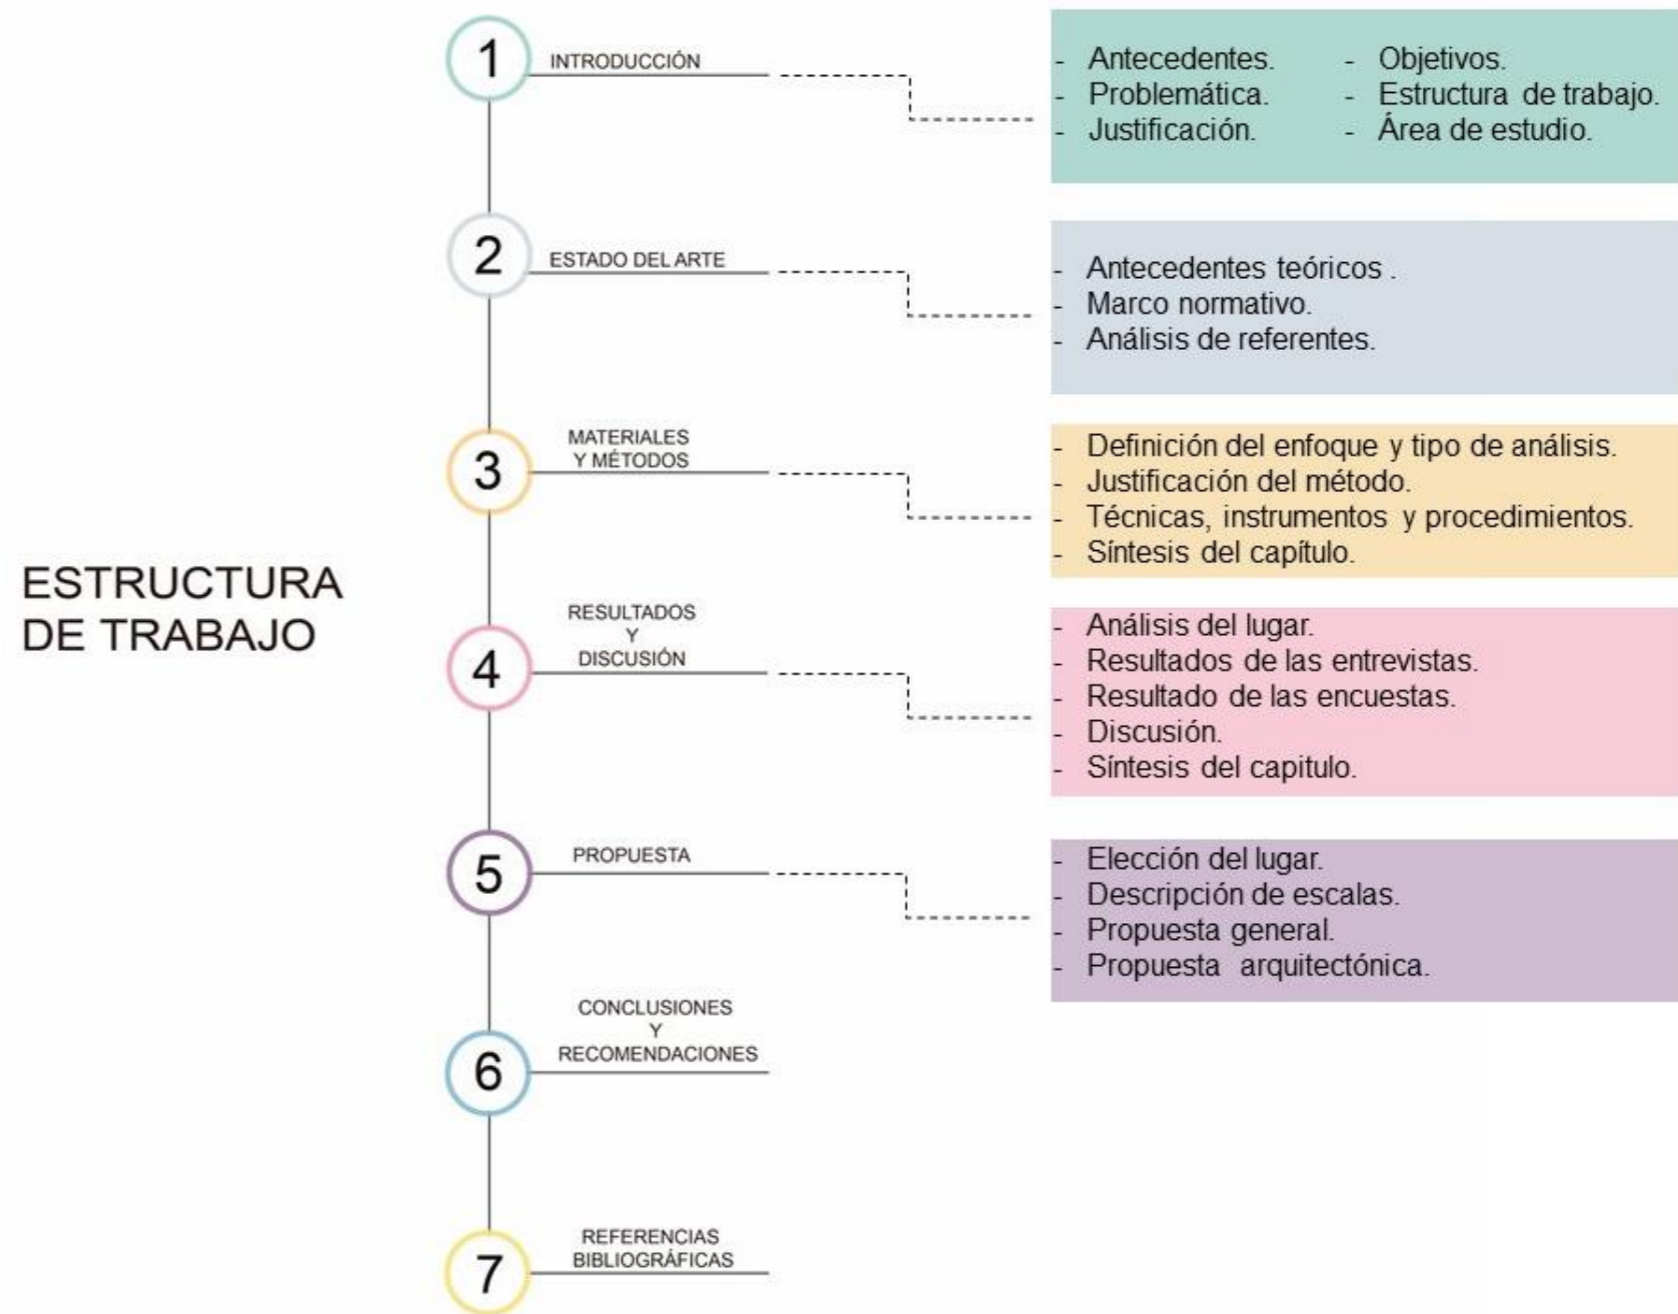 ESTRUCTURA
DE TRABAJO
1
INTRODUCCIÓN
- Antecedentes.
- Problemática.
- Justificación.
- Objetivos.
- Estructura de trabajo.
- Área de estudio.
2
ESTADO DEL ARTE
- Antecedentes teóricos .
- Marco normativo.
- Análisis de referentes.
3
MATERIALES
Y MÉTODOS
- Definición del enfoque y tipo de análisis.
- Justificación del método.
- Técnicas, instrumentos y procedimientos.
- Síntesis del capítulo.
4
RESULTADOS
Y
DISCUSIÓN
- Análisis del lugar.
- Resultados de las entrevistas.
- Resultado de las encuestas.
- Discusión.
- Síntesis del capitulo.
5
PROPUESTA
- Elección del lugar.
- Descripción de escalas.
- Propuesta general.
- Propuesta arquitectónica.
6
CONCLUSIONES
Y
RECOMENDACIONES
7
REFERENCIAS
BIBLIOGRÁFICAS